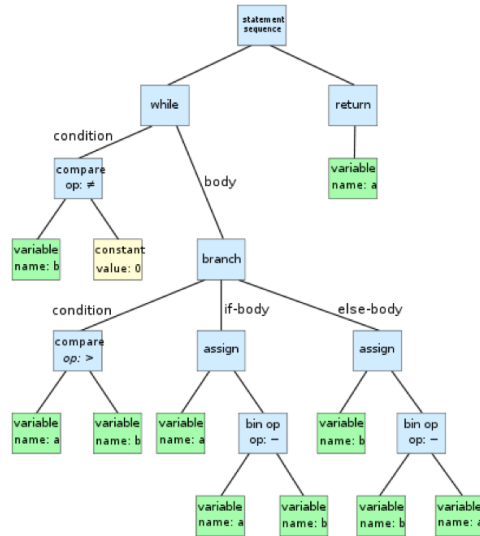 statement
sequence
while
return
condition
compare
op: ≠
body
variable
name: a
variable
name: b
constant
value: 0
branch
condition
if-body
else-body
compare
op: >
assign
assign
variable
name: a
variable
name: b
variable
name: a
bin op
op: −
variable
name: b
bin op
op: −
variable
name: a
variable
name: b
variable
name: b
variable
name: a